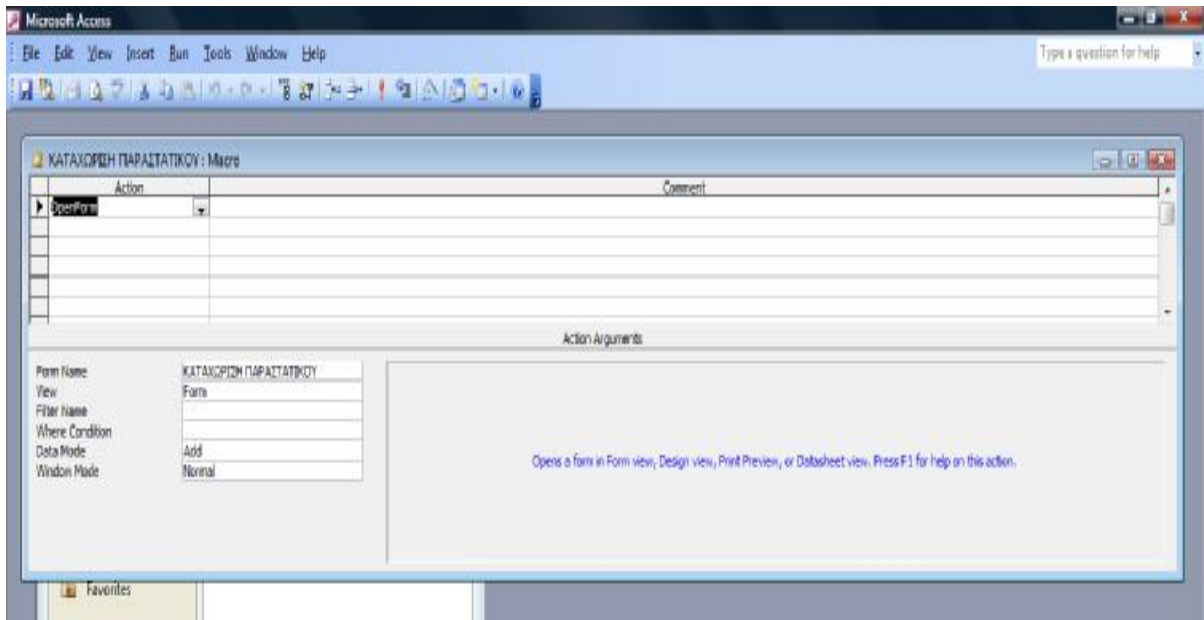 Microsoft Access
File Edit View Insert Run Tools Window Help
Type a question for help
ΚΑΤΑΧΩΡΙΣΗ ΠΑΡΑΣΤΑΤΙΚΟΥ : Macro
Action Comment
OpenForm
Action Arguments
Form Name ΚΑΤΑΧΩΡΙΣΗ ΠΑΡΑΣΤΑΤΙΚΟΥ
View Form
Filter Name
Where Condition
Data Mode Add
Window Mode Normal
Opens a form in Form view, Design view, Print Preview, or Datasheet view. Press F1 for help on this action.
Favorites